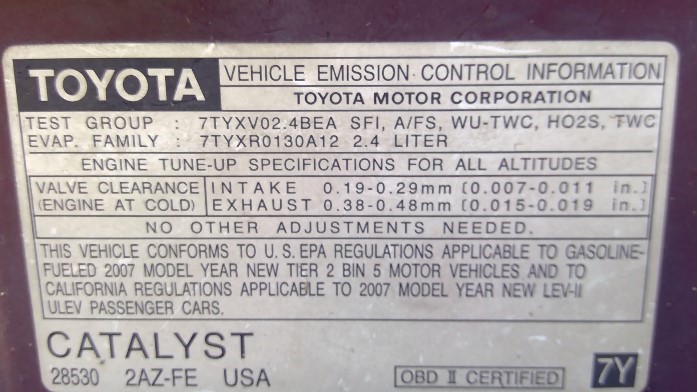 TOYOTA VEHICLE EMISSION CONTROL INFORMATION
TOYOTA MOTOR CORPORATION
TEST GROUP : 7TYXV02.4BEA SFI, A/FS, WU-TWC, HO2S, TWC
EVAP. FAMILY : 7TYXR0130A12 2.4 LITER
ENGINE TUNE-UP SPECIFICATIONS FOR ALL ALTITUDES
VALVE CLEARANCE INTAKE 0.19-0.29mm [0.007-0.011 in.]
(ENGINE AT COLD) EXHAUST 0.38-0.48mm [0.015-0.019 in.]
NO OTHER ADJUSTMENTS NEEDED.
THIS VEHICLE CONFORMS TO U.S. EPA REGULATIONS APPLICABLE TO GASOLINE-
FUELED 2007 MODEL YEAR NEW TIER 2 BIN 5 MOTOR VEHICLES AND TO
CALIFORNIA REGULATIONS APPLICABLE TO 2007 MODEL YEAR NEW LEV-II
ULEV PASSENGER CARS.
CATALYST
28530 2AZ-FE USA OBD II CERTIFIED 7Y